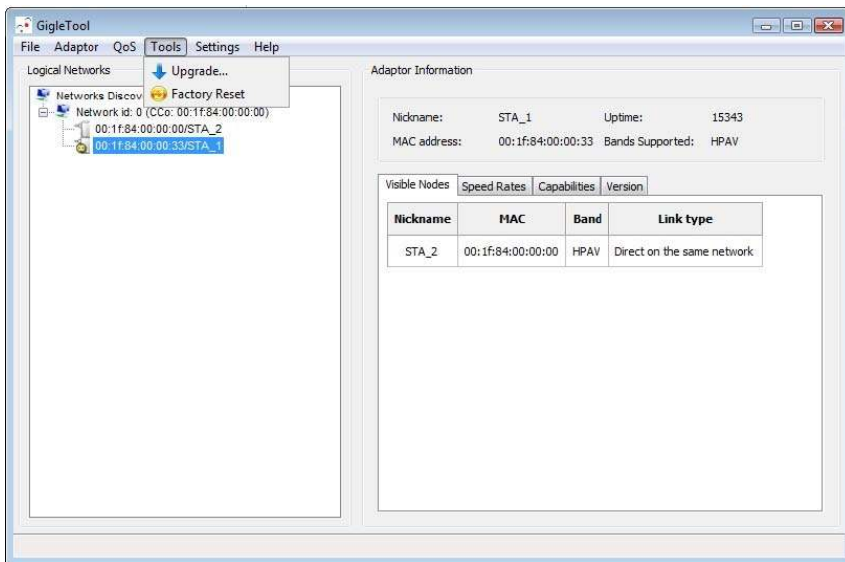 GigleTool
File Adaptor QoS Tools Settings Help
Logical Networks
Upgrade...
Factory Reset
Networks Discov
Network id: 0 (CCo: 00:1f:84:00:00:00)
00:1f:84:00:00:00/STA_2
00:1f:84:00:00:33/STA_1
Adaptor Information
Nickname: STA_1 Uptime: 15343
MAC address: 00:1f:84:00:00:33 Bands Supported: HPAV
Visible Nodes Speed Rates Capabilities Version
Nickname MAC Band Link type
STA_2 00:1f:84:00:00:00 HPAV Direct on the same network